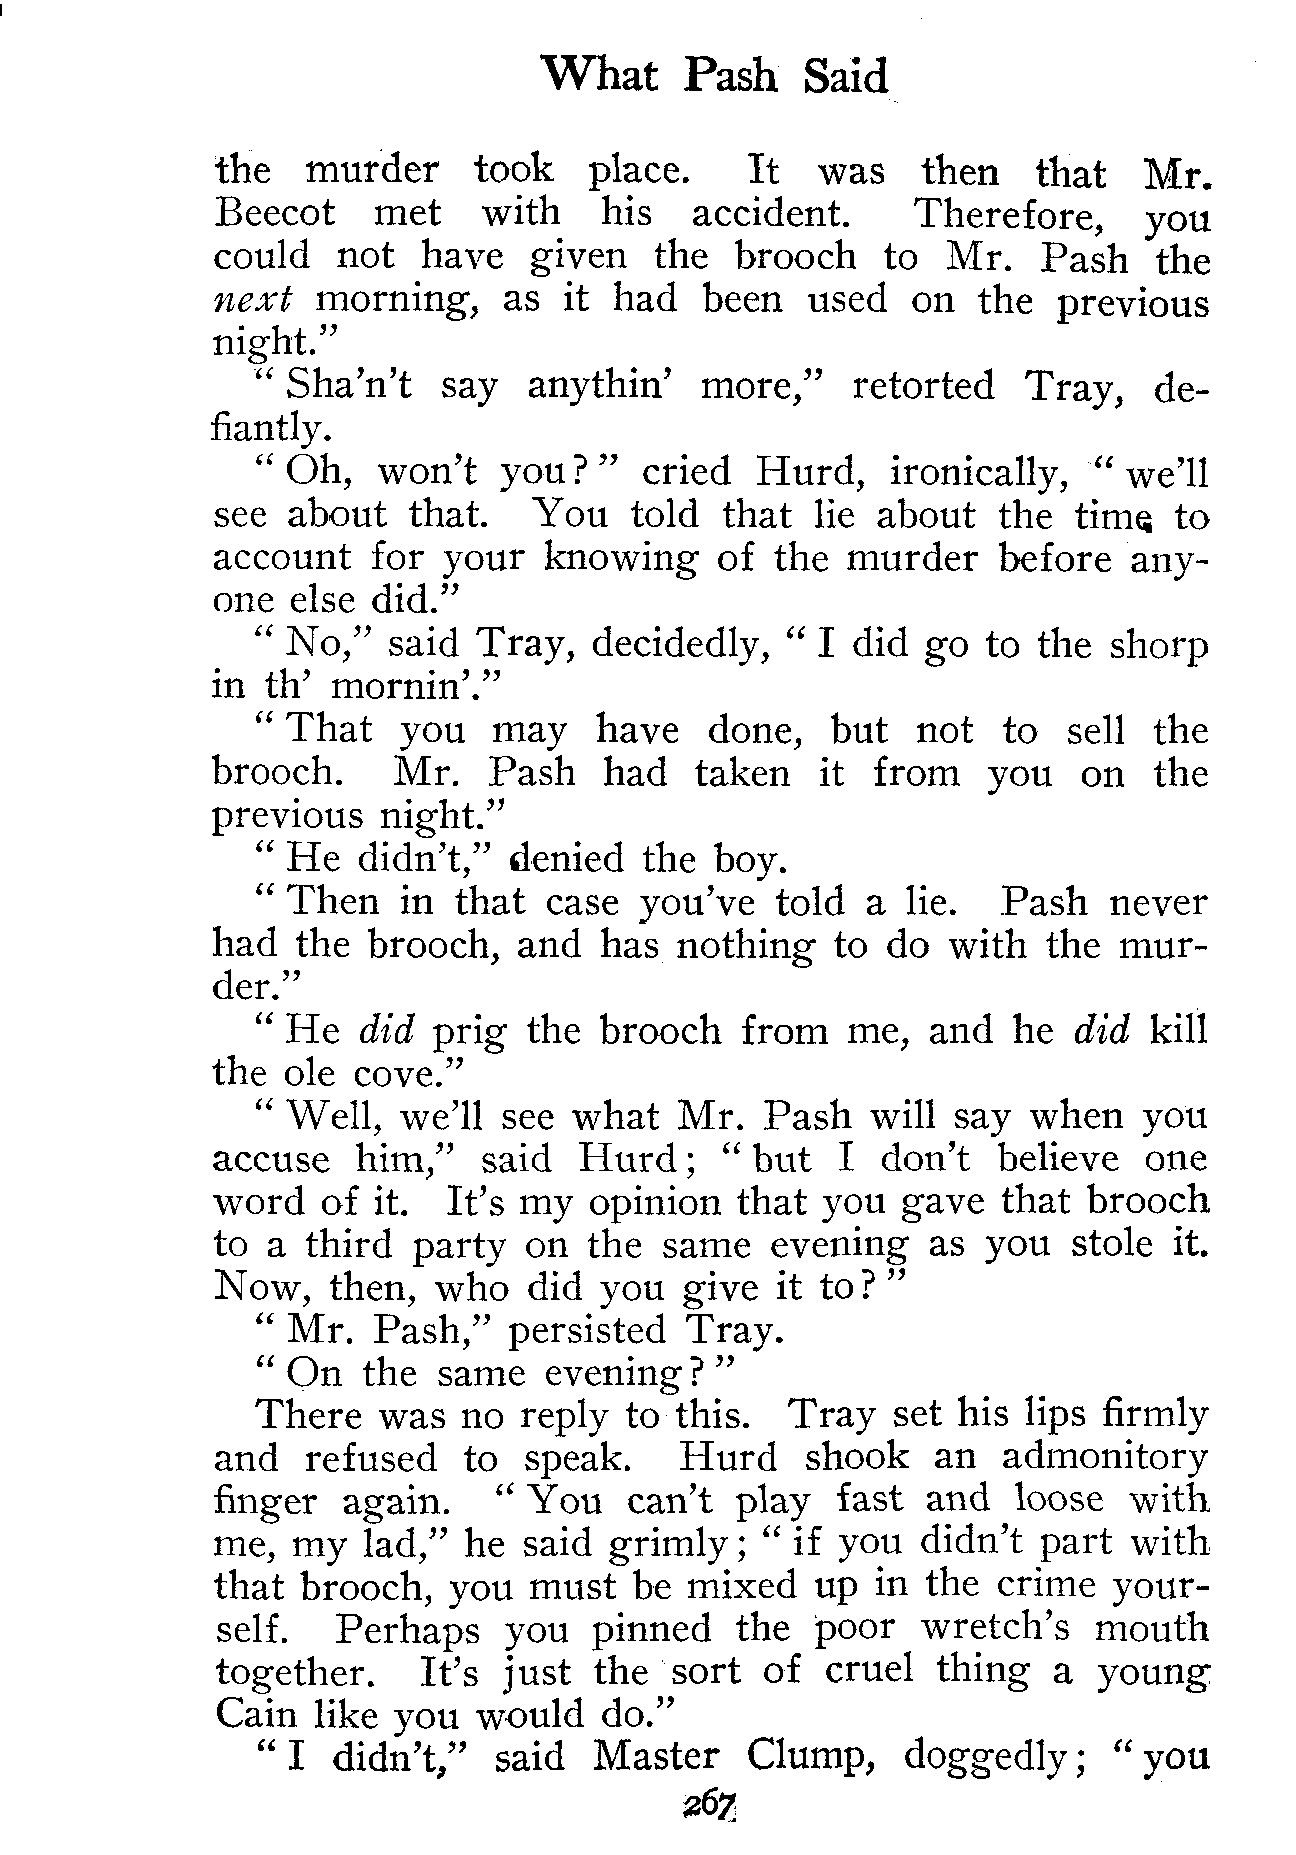 What Pash Said
the murder took place. It was then that Mr.
Beecot met with his accident. Therefore, you
could not have given the brooch to Mr. Pash the
next morning, as it had been used on the previous
night."
" Sha'n't say anythin' more," retorted Tray, de-
fiantly.
" Oh, won't you? " cried Hurd, ironically, " we'll
see about that. You told that lie about the time to
account for your knowing of the murder before any-
one else did."
" No," said Tray, decidedly, " I did go to the shorp
in th' mornin'."
" That you may have done, but not to sell the
brooch. Mr. Pash had taken it from you on the
previous night."
" He didn't," denied the boy.
" Then in that case you've told a lie. Pash never
had the brooch, and has nothing to do with the mur-
der."
" He did prig the brooch from me, and he did kill
the ole cove."
" Well, we'll see what Mr. Pash will say when you
accuse him," said Hurd; " but I don't believe one
word of it. It's my opinion that you gave that brooch
to a third party on the same evening as you stole it.
Now, then, who did you give it to? "
" Mr. Pash," persisted Tray.
" On the same evening? "
There was no reply to this. Tray set his lips firmly
and refused to speak. Hurd shook an admonitory
finger again. " You can't play fast and loose with
me, my lad," he said grimly; " if you didn't part with
that brooch, you must be mixed up in the crime your-
self. Perhaps you pinned the poor wretch's mouth
together. It's just the sort of cruel thing a young
Cain like you would do."
" I didn't," said Master Clump, doggedly; " you
267